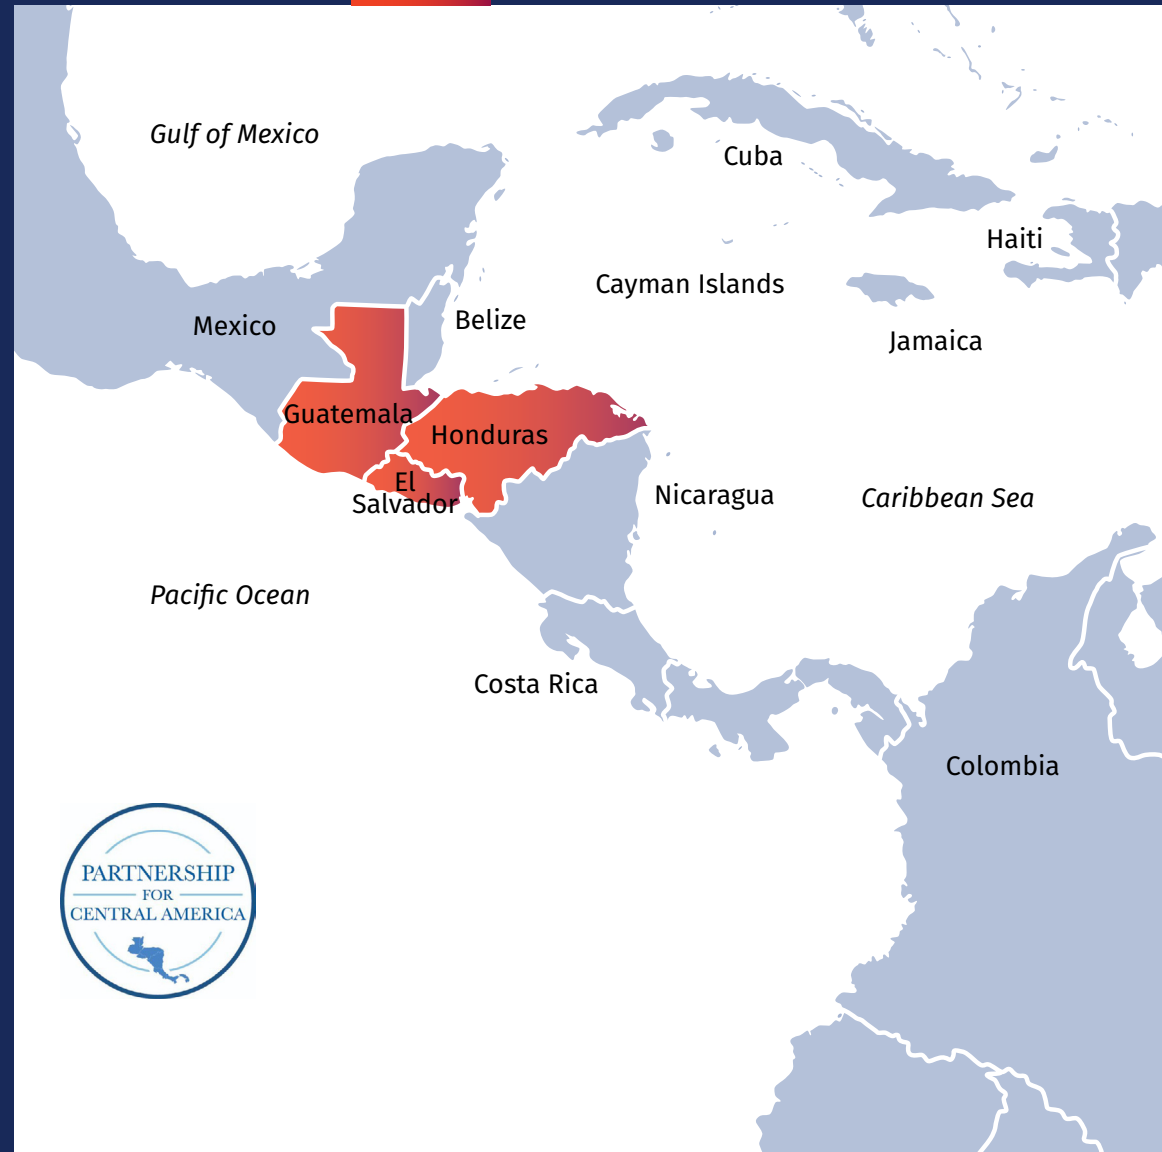 Gulf of Mexico
Cuba
Haiti
Cayman Islands
Mexico
Belize
Jamaica
Guatemala
Honduras
El
Salvador
Nicaragua
Caribbean Sea
Pacific Ocean
Costa Rica
Colombia
PARTNERSHIP
FOR
CENTRAL AMERICA